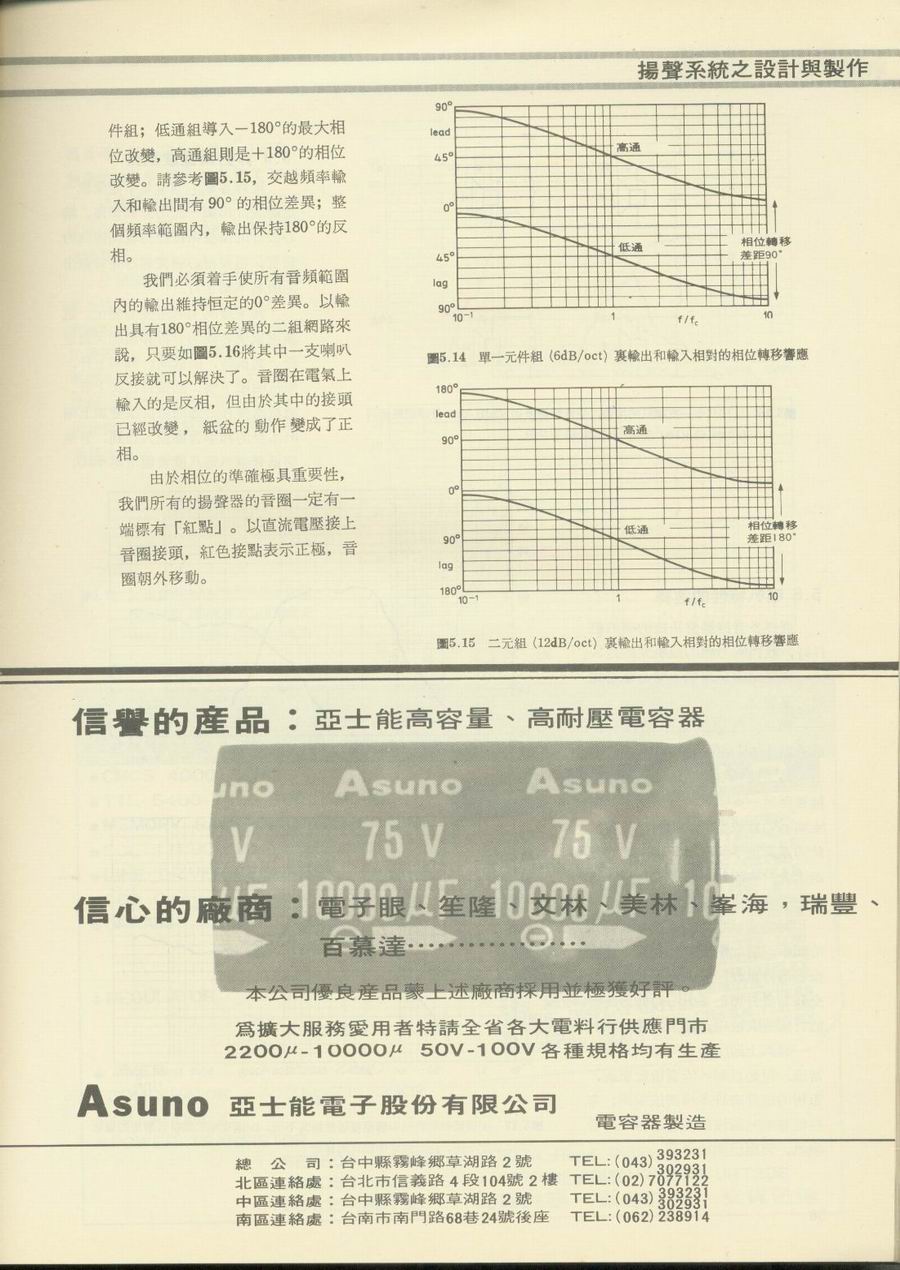 揚聲系統之設計與製作
件組；低通組導入－180°的最大相
位改變，高通組則是＋180°的相位
改變。請參考圖5.15，交越頻率輸
入和輸出間有90°的相位差異；整
個頻率範圍內，輸出保持180°的反
相。
我們必須着手使所有音頻範圍
內的輸出維持恒定的0°差異。以輸
出具有180°相位差異的二組網路來
說，只要如圖5.16將其中一支喇叭
反接就可以解決了。音圈在電氣上
輸入的是反相，但由於其中的接頭
已經改變，紙盆的動作變成了正
相。
由於相位的準確極具重要性，
我們所有的揚聲器的音圈一定有一
端標有「紅點」。以直流電壓接上
音圈接頭，紅色接點表示正極，音
圈朝外移動。
90°
lead
45°
0°
45°
lag
90°
高通
低通
相位轉移
差距90°
10⁻¹ 1 f/fc 10
圖5.14 單一元件組（6dB/oct）裏輸出和輸入相對的相位轉移響應
180°
lead
90°
0°
90°
lag
180°
高通
低通
相位轉移
差距180°
10⁻¹ 1 f/fc 10
圖5.15 二元組（12dB/oct）裏輸出和輸入相對的相位轉移響應
信譽的產品：亞士能高容量、高耐壓電容器
uno Asuno Asuno
V 75 V 75 V
μF 10000μF 10000μF 10
信心的廠商：電子眼、笙隆、文林、美林、峯海，瑞豐、
百慕達………………
本公司優良產品蒙上述廠商採用並極獲好評。
爲擴大服務愛用者特請全省各大電料行供應門市
2200μ-10000μ 50V-100V各種規格均有生產
Asuno 亞士能電子股份有限公司
電容器製造
總公司：台中縣霧峰鄉草湖路2號 TEL:(043) 393231 302931
北區連絡處：台北市信義路4段104號2樓 TEL:(02)7077122
中區連絡處：台中縣霧峰鄉草湖路2號 TEL:(043) 393231 302931
南區連絡處：台南市南門路68巷24號後座 TEL:(062)238914